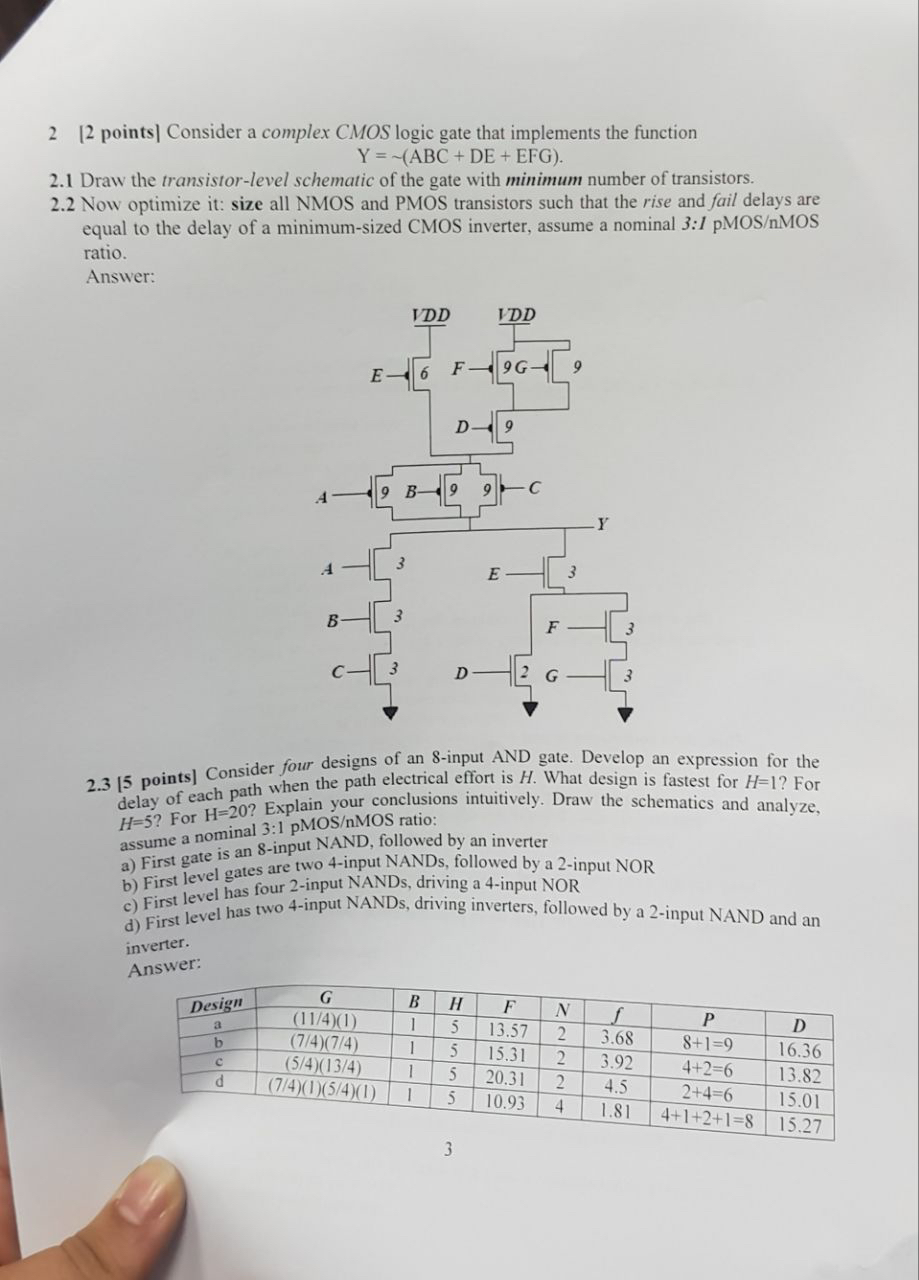 2 [2 points] Consider a complex CMOS logic gate that implements the function
Y = ~(ABC + DE + EFG).
2.1 Draw the transistor-level schematic of the gate with minimum number of transistors.
2.2 Now optimize it: size all NMOS and PMOS transistors such that the rise and fail delays are
equal to the delay of a minimum-sized CMOS inverter, assume a nominal 3:1 pMOS/nMOS
ratio.
Answer:
VDD VDD
E 6 F 9 G 9
D 9
A 9 B 9 9 C
Y
A 3 E 3
B 3 F 3
C 3 D 2 G 3
2.3 [5 points] Consider four designs of an 8-input AND gate. Develop an expression for the
delay of each path when the path electrical effort is H. What design is fastest for H=1? For
H=5? For H=20? Explain your conclusions intuitively. Draw the schematics and analyze,
assume a nominal 3:1 pMOS/nMOS ratio:
a) First gate is an 8-input NAND, followed by an inverter
b) First level gates are two 4-input NANDs, followed by a 2-input NOR
c) First level has four 2-input NANDs, driving a 4-input NOR
d) First level has two 4-input NANDs, driving inverters, followed by a 2-input NAND and an
inverter.
Answer:
Design G B H F N f P D
a (11/4)(1) 1 5 13.57 2 3.68 8+1=9 16.36
b (7/4)(7/4) 1 5 15.31 2 3.92 4+2=6 13.82
c (5/4)(13/4) 1 5 20.31 2 4.5 2+4=6 15.01
d (7/4)(1)(5/4)(1) 1 5 10.93 4 1.81 4+1+2+1=8 15.27
3